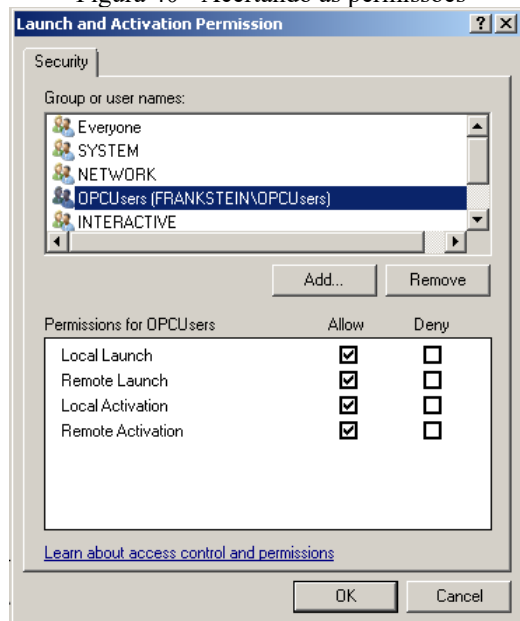 Figura 40 - Acertando as permissões
Launch and Activation Permission
Security
Group or user names:
Everyone
SYSTEM
NETWORK
OPCUsers (FRANKSTEIN\OPCUsers)
INTERACTIVE
Add... Remove
Permissions for OPCUsers Allow Deny
Local Launch
Remote Launch
Local Activation
Remote Activation
Learn about access control and permissions
OK Cancel